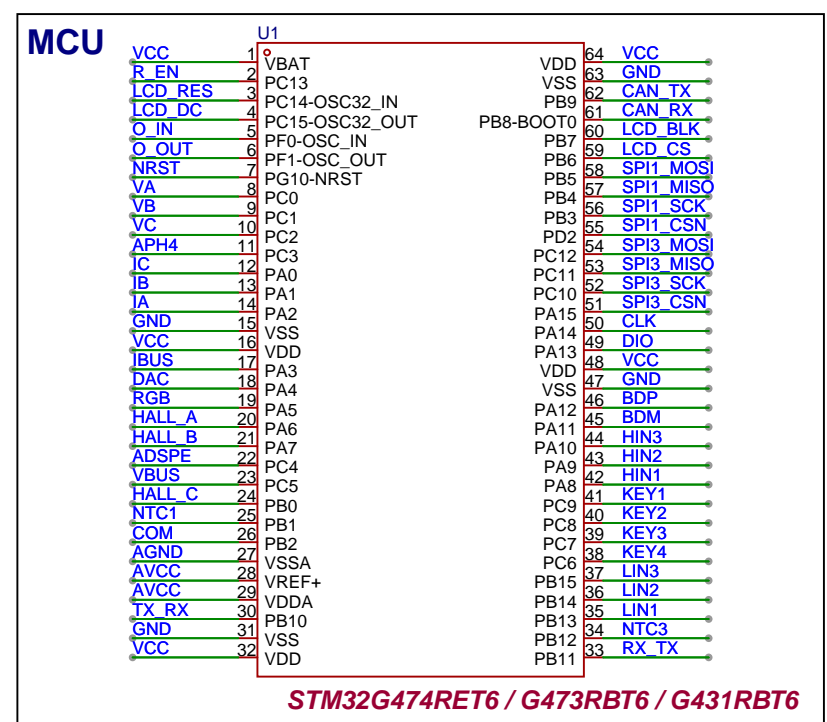 MCU
U1
VCC 1 VBAT VDD 64 VCC
R_EN 2 PC13 VSS 63 GND
LCD_RES 3 PC14-OSC32_IN PB9 62 CAN_TX
LCD_DC 4 PC15-OSC32_OUT PB8-BOOT0 61 CAN_RX
O_IN 5 PF0-OSC_IN PB7 60 LCD_BLK
O_OUT 6 PF1-OSC_OUT PB6 59 LCD_CS
NRST 7 PG10-NRST PB5 58 SPI1_MOSI
VA 8 PC0 PB4 57 SPI1_MISO
VB 9 PC1 PB3 56 SPI1_SCK
VC 10 PC2 PD2 55 SPI1_CSN
APH4 11 PC3 PC12 54 SPI3_MOSI
IC 12 PA0 PC11 53 SPI3_MISO
IB 13 PA1 PC10 52 SPI3_SCK
IA 14 PA2 PA15 51 SPI3_CSN
GND 15 VSS PA14 50 CLK
VCC 16 VDD PA13 49 DIO
IBUS 17 PA3 VDD 48 VCC
DAC 18 PA4 VSS 47 GND
RGB 19 PA5 PA12 46 BDP
HALL_A 20 PA6 PA11 45 BDM
HALL_B 21 PA7 PA10 44 HIN3
ADSPE 22 PC4 PA9 43 HIN2
VBUS 23 PC5 PA8 42 HIN1
HALL_C 24 PB0 PC9 41 KEY1
NTC1 25 PB1 PC8 40 KEY2
COM 26 PB2 PC7 39 KEY3
AGND 27 VSSA PC6 38 KEY4
AVCC 28 VREF+ PB15 37 LIN3
AVCC 29 VDDA PB14 36 LIN2
TX_RX 30 PB10 PB13 35 LIN1
GND 31 VSS PB12 34 NTC3
VCC 32 VDD PB11 33 RX_TX
STM32G474RET6 / G473RBT6 / G431RBT6